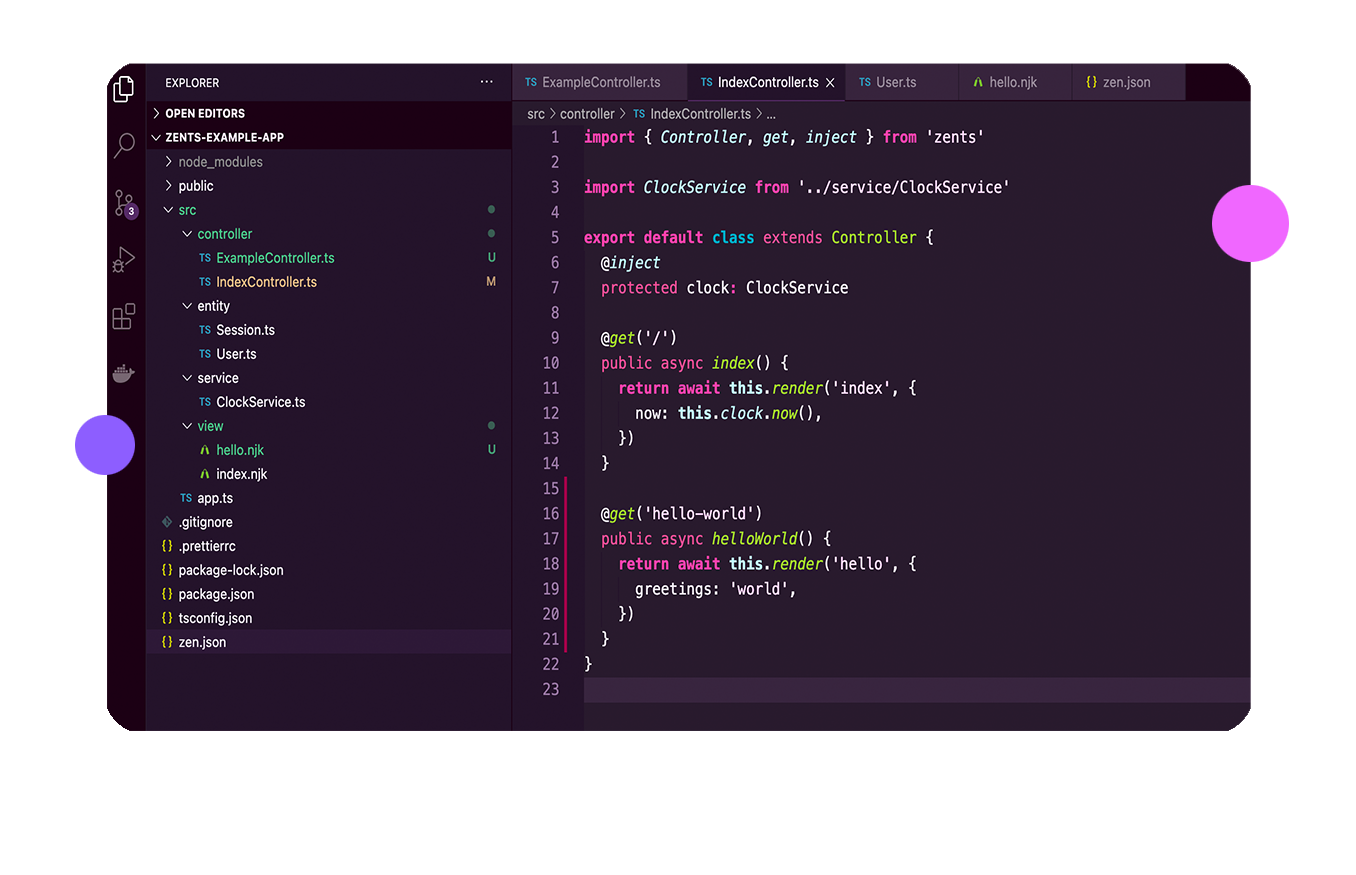 EXPLORER ...
OPEN EDITORS
ZENTS-EXAMPLE-APP
node_modules
public
src
controller
TS ExampleController.ts U
TS IndexController.ts M
entity
TS Session.ts
TS User.ts
service
TS ClockService.ts
view
hello.njk U
index.njk
TS app.ts
.gitignore
{} .prettierrc
{} package-lock.json
{} package.json
{} tsconfig.json
{} zen.json
3
TS ExampleController.ts TS IndexController.ts TS User.ts hello.njk {} zen.json
src > controller > TS IndexController.ts > ...
1 import { Controller, get, inject } from 'zents'
2
3 import ClockService from '../service/ClockService'
4
5 export default class extends Controller {
6 @inject
7 protected clock: ClockService
8
9 @get('/')
10 public async index() {
11 return await this.render('index', {
12 now: this.clock.now(),
13 })
14 }
15
16 @get('hello-world')
17 public async helloWorld() {
18 return await this.render('hello', {
19 greetings: 'world',
20 })
21 }
22 }
23